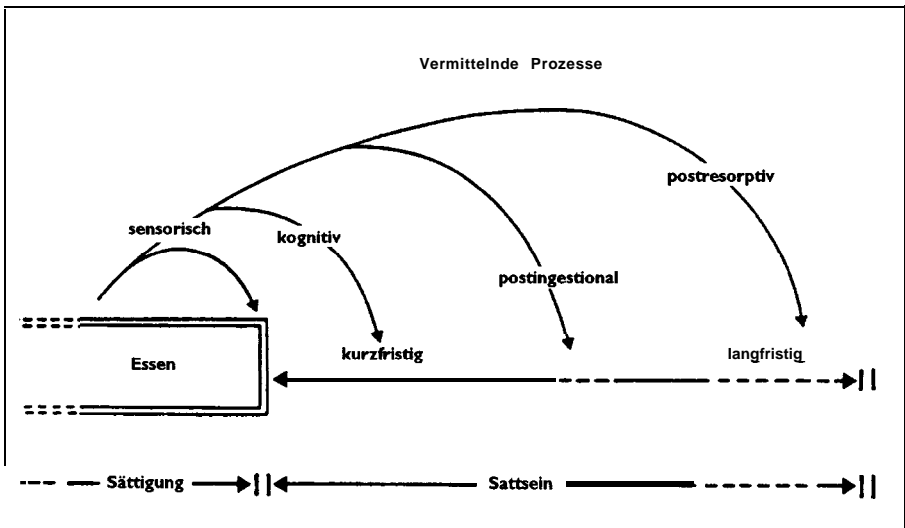 Vermittelnde Prozesse
postresorptiv
sensorisch
kognitiv
postingestional
kurzfristig
langfristig
Essen
Sättigung
Sattsein